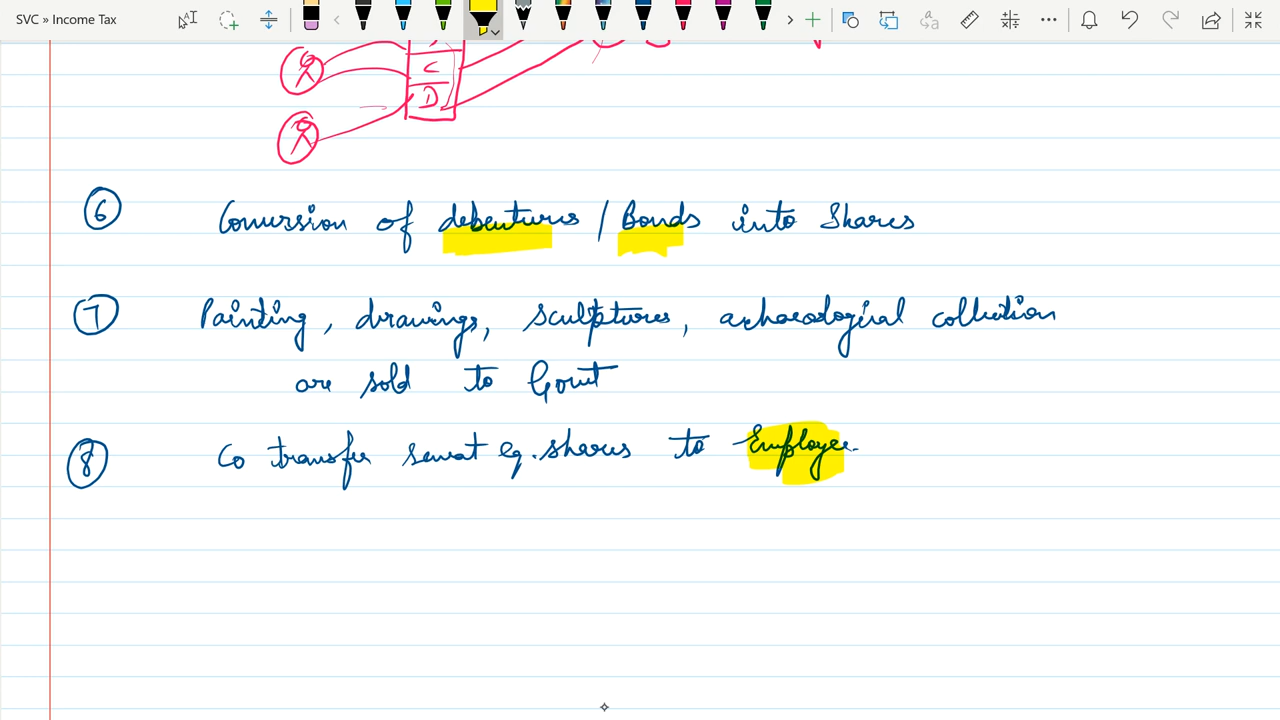 SVC » Income Tax
C
D
6 Conversion of debentures / Bonds into Shares
7 Painting, drawings, sculptures, archaeological collection
are sold to Govt
8 Co transfer sweat eq. shares to Employee.